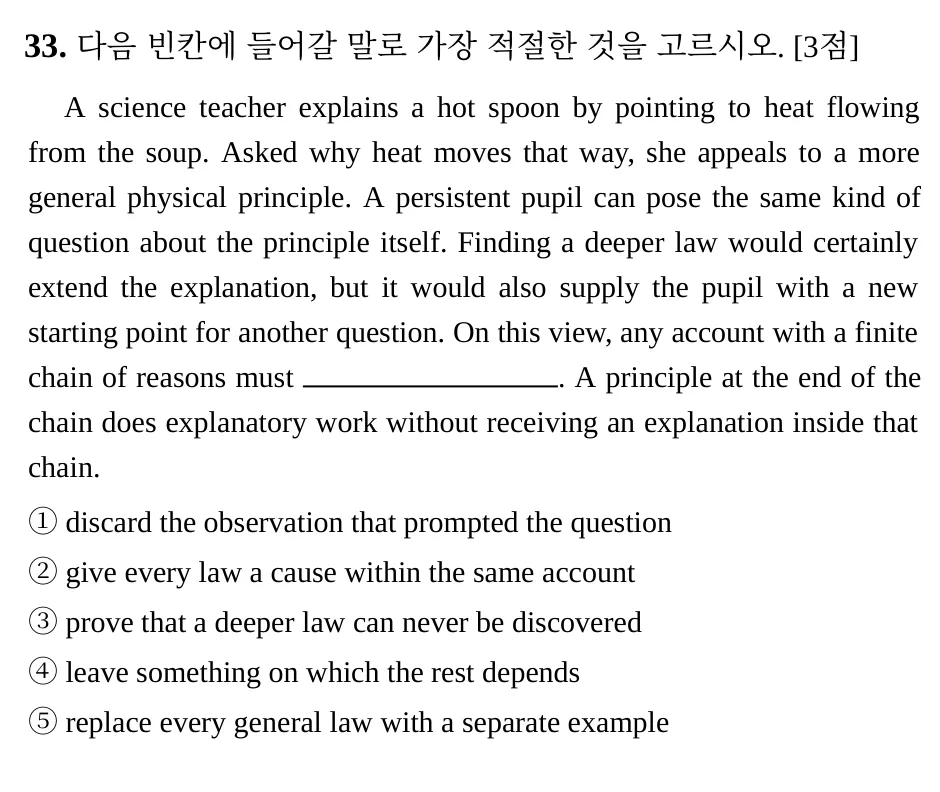 33. 다음 빈칸에 들어갈 말로 가장 적절한 것을 고르시오. [3점]
A science teacher explains a hot spoon by pointing to heat flowing
from the soup. Asked why heat moves that way, she appeals to a more
general physical principle. A persistent pupil can pose the same kind of
question about the principle itself. Finding a deeper law would certainly
extend the explanation, but it would also supply the pupil with a new
starting point for another question. On this view, any account with a finite
chain of reasons must ________________. A principle at the end of the
chain does explanatory work without receiving an explanation inside that
chain.
① discard the observation that prompted the question
② give every law a cause within the same account
③ prove that a deeper law can never be discovered
④ leave something on which the rest depends
⑤ replace every general law with a separate example